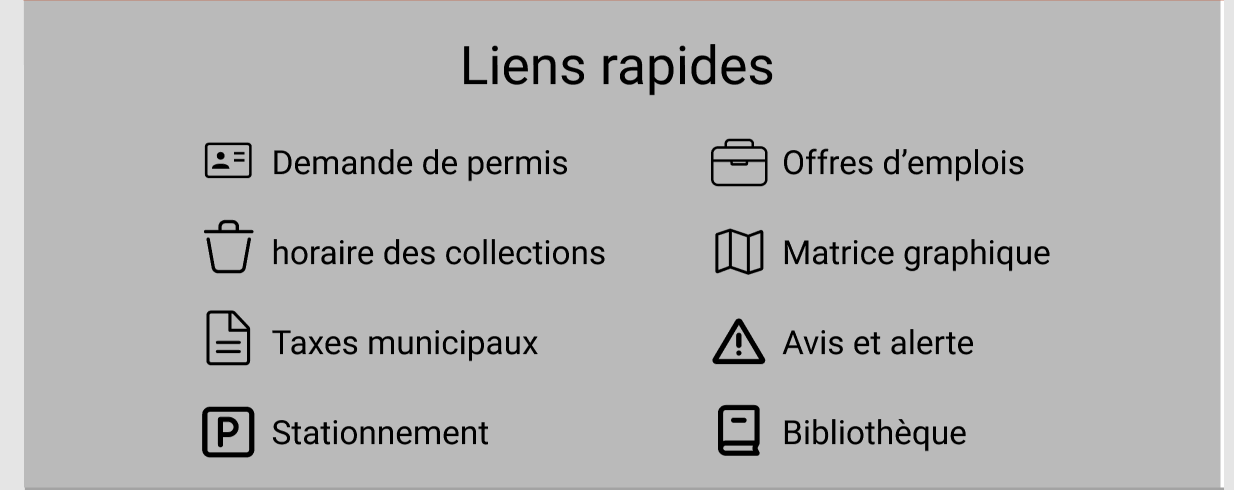 Liens rapides
Demande de permis
Offres d’emplois
horaire des collections
Matrice graphique
Taxes municipaux
Avis et alerte
P Stationnement
Bibliothèque